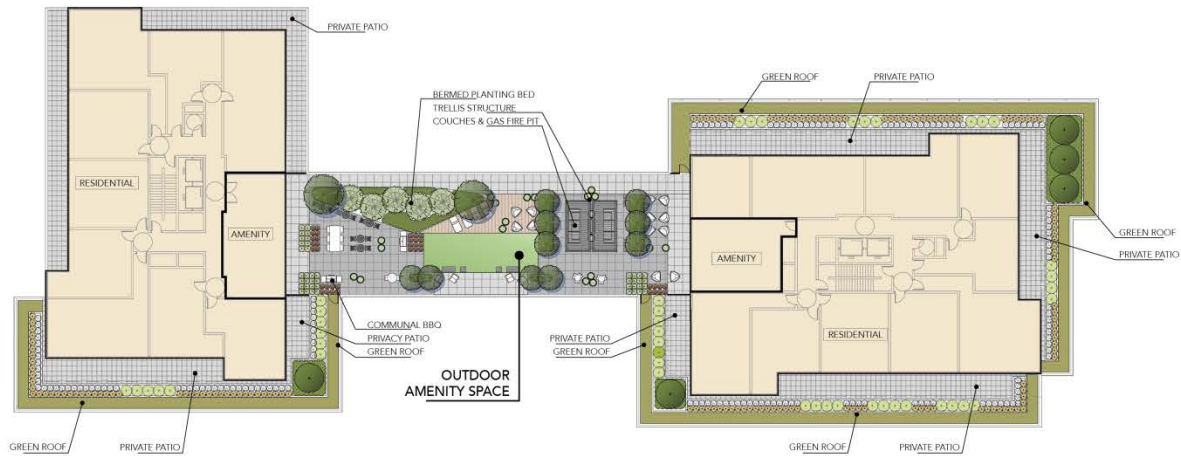 PRIVATE PATIO
GREEN ROOF
PRIVATE PATIO
BERMED PLANTING BED
TRELLIS STRUCTURE
COUCHES & GAS FIRE PIT
RESIDENTIAL
AMENITY
GREEN ROOF
PRIVATE PATIO
AMENITY
RESIDENTIAL
COMMUNAL BBQ
PRIVACY PATIO
GREEN ROOF
PRIVATE PATIO
GREEN ROOF
OUTDOOR
AMENITY SPACE
GREEN ROOF
PRIVATE PATIO
GREEN ROOF
PRIVATE PATIO